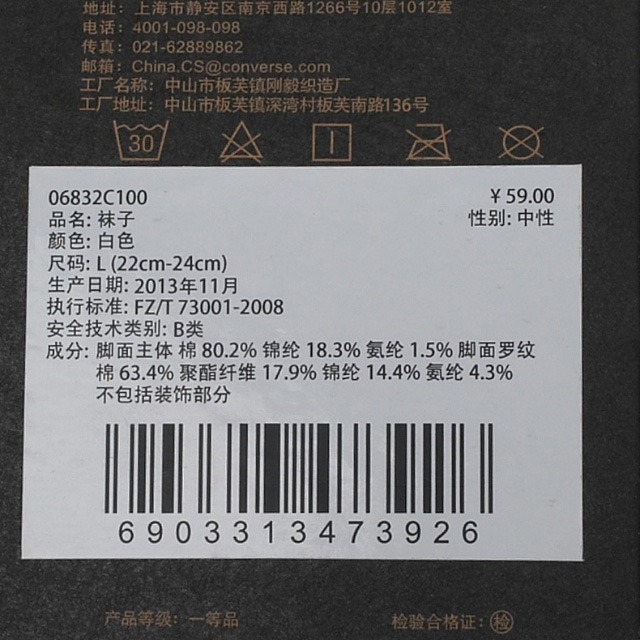 地址: 上海市静安区南京西路1266号10层1012室
电话: 4001-098-098
传真: 021-62889862
邮箱: China.CS@converse.com
工厂名称: 中山市板芙镇刚毅织造厂
工厂地址: 中山市板芙镇深湾村板芙南路136号
30
06832C100 ¥ 59.00
品名: 袜子 性别: 中性
颜色: 白色
尺码: L (22cm-24cm)
生产日期: 2013年11月
执行标准: FZ/T 73001-2008
安全技术类别: B类
成分: 脚面主体 棉 80.2% 锦纶 18.3% 氨纶 1.5% 脚面罗纹
棉 63.4% 聚酯纤维 17.9% 锦纶 14.4% 氨纶 4.3%
不包括装饰部分
6903313473926
产品等级: 一等品 检验合格证: 检